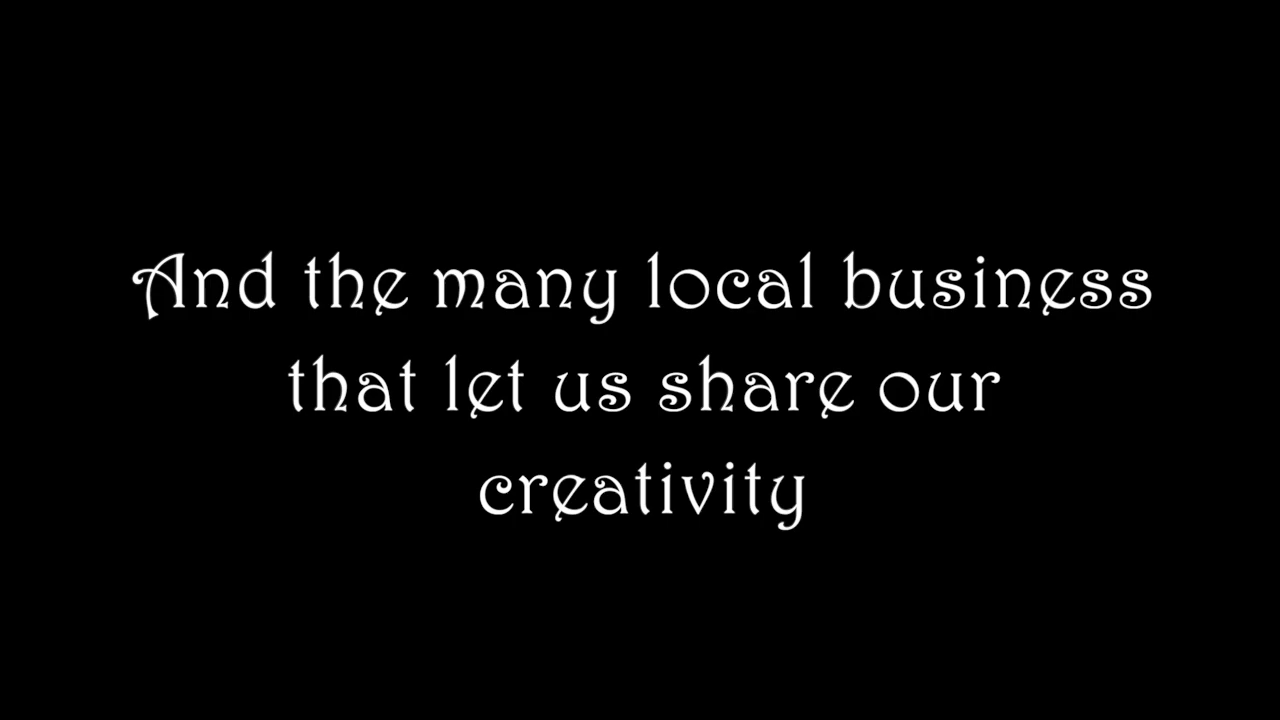 And the many local business
that let us share our
creativity